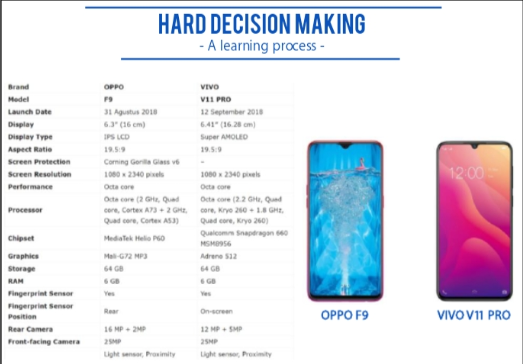 HARD DECISION MAKING
- A learning process -
Brand OPPO VIVO
Model F9 V11 PRO
Launch Date 31 Agustus 2018 12 September 2018
Display 6.3" (16 cm) 6.41" (16.28 cm)
Display Type IPS LCD Super AMOLED
Aspect Ratio 19.5:9 19.5:9
Screen Protection Corning Gorilla Glass v6 -
Screen Resolution 1080 x 2340 pixels 1080 x 2340 pixels
Performance Octa core Octa core
Processor Octa core (2 GHz, Quad core, Cortex A73 + 2 GHz, Quad core, Cortex A53) Octa core (2.2 GHz, Quad core, Kryo 260 + 1.8 GHz, Quad core, Kryo 260)
Chipset MediaTek Helio P60 Qualcomm Snapdragon 660 MSM8956
Graphics Mali-G72 MP3 Adreno 512
Storage 64 GB 64 GB
RAM 6 GB 6 GB
Fingerprint Sensor Yes Yes
Fingerprint Sensor Position Rear On-screen
Rear Camera 16 MP + 2MP 12 MP + 5MP
Front-facing Camera 25MP 25MP
Light sensor, Proximity Light sensor, Proximity
12:00
OPPO F9 VIVO V11 PRO